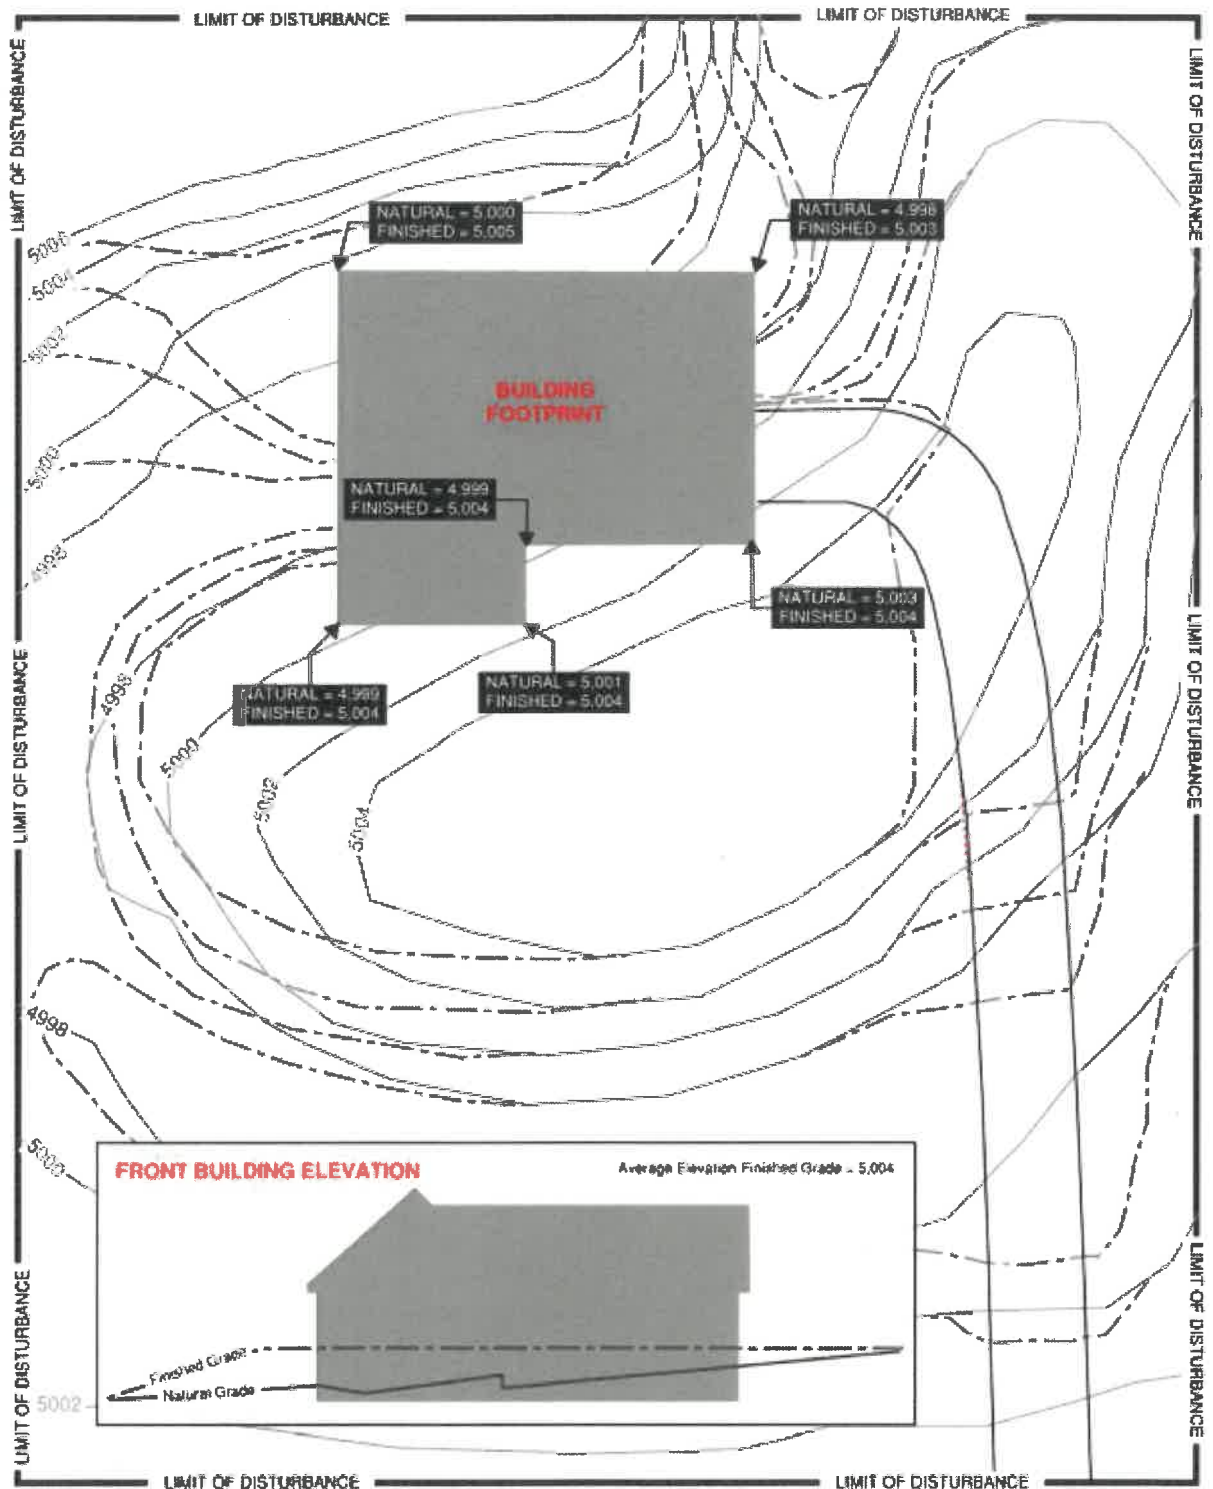 LIMIT OF DISTURBANCE
LIMIT OF DISTURBANCE
LIMIT OF DISTURBANCE
LIMIT OF DISTURBANCE
NATURAL = 5,000
FINISHED = 5,005
NATURAL = 4,998
FINISHED = 5,003
5006
5004
5002
5000
4998
BUILDING
FOOTPRINT
NATURAL = 4,999
FINISHED = 5,004
NATURAL = 5,003
FINISHED = 5,004
NATURAL = 4,999
FINISHED = 5,004
NATURAL = 5,001
FINISHED = 5,004
LIMIT OF DISTURBANCE
LIMIT OF DISTURBANCE
4998
5000
5002
5004
4998
5000
FRONT BUILDING ELEVATION
Average Elevation Finished Grade = 5,004
Finished Grade
Natural Grade
5002
LIMIT OF DISTURBANCE
LIMIT OF DISTURBANCE
LIMIT OF DISTURBANCE
LIMIT OF DISTURBANCE